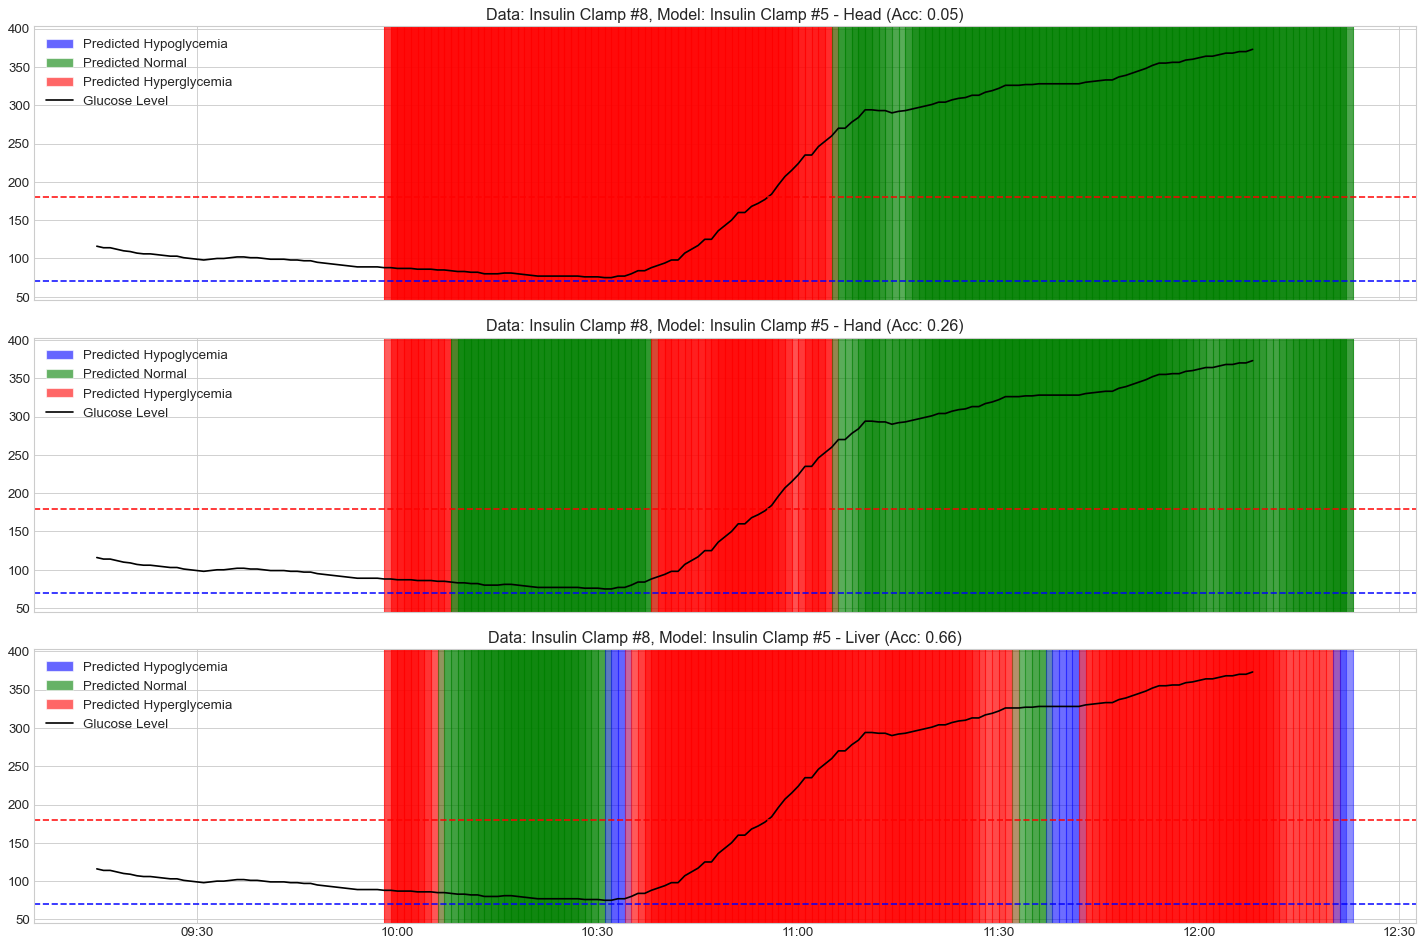 Data: Insulin Clamp #8, Model: Insulin Clamp #5 - Head (Acc: 0.05)
400
350
300
250
200
150
100
50
Predicted Hypoglycemia
Predicted Normal
Predicted Hyperglycemia
Glucose Level
Data: Insulin Clamp #8, Model: Insulin Clamp #5 - Hand (Acc: 0.26)
400
350
300
250
200
150
100
50
Predicted Hypoglycemia
Predicted Normal
Predicted Hyperglycemia
Glucose Level
Data: Insulin Clamp #8, Model: Insulin Clamp #5 - Liver (Acc: 0.66)
400
350
300
250
200
150
100
50
Predicted Hypoglycemia
Predicted Normal
Predicted Hyperglycemia
Glucose Level
09:30 10:00 10:30 11:00 11:30 12:00 12:30